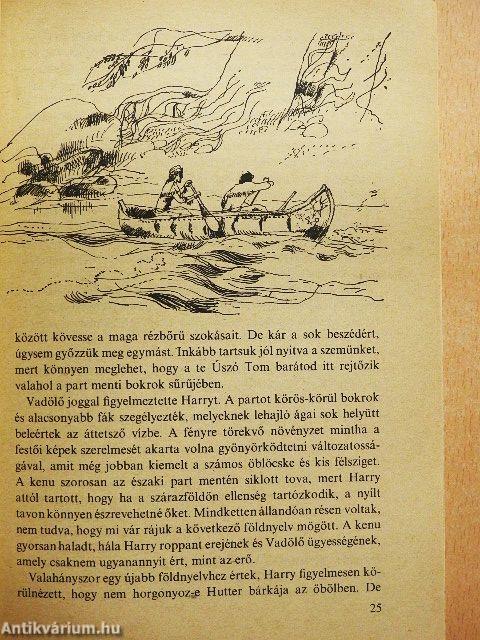 között kövesse a maga rézbőrű szokásait. De kár a sok beszédért,
úgysem győzzük meg egymást. Inkább tartsuk jól nyitva a szemünket,
mert könnyen meglehet, hogy a te Úszó Tom barátod itt rejtőzik
valahol a part menti bokrok sűrűjében.
Vadölő joggal figyelmeztette Harryt. A partot körös-körül bokrok
és alacsonyabb fák szegélyezték, melyeknek lehajló ágai sok helyütt
beleértek az áttetsző vízbe. A fényre törekvő növényzet mintha a
festői képek szerelmesét akarta volna gyönyörködtetni változatossá-
gával, amit még jobban kiemelt a számos öblöcske és kis félsziget.
A kenu szorosan az északi part mentén siklott tova, mert Harry
attól tartott, hogy ha a szárazföldön ellenség tartózkodik, a nyílt
tavon könnyen észrevehetné őket. Mindketten állandóan résen voltak,
nem tudva, hogy mi vár rájuk a következő földnyelv mögött. A kenu
gyorsan haladt, hála Harry roppant erejének és Vadölő ügyességének,
amely csaknem ugyanannyit ért, mint az erő.
Valahányszor egy újabb földnyelvhez értek, Harry figyelmesen kö-
rülnézett, hogy nem horgonyoz-e Hutter bárkája az öbölben. De
25
Antikvárium.hu